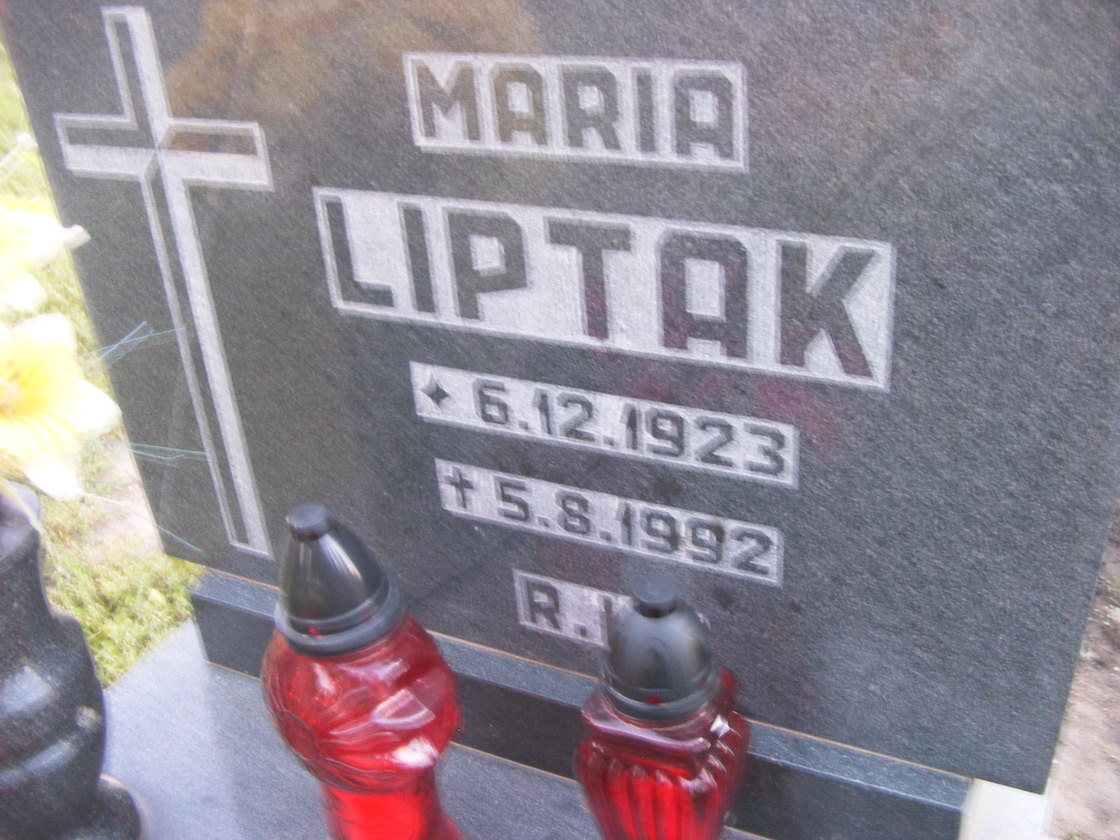 MARIA
LIPTAK
✦ 6.12.1923
✝ 5.8.1992
R.